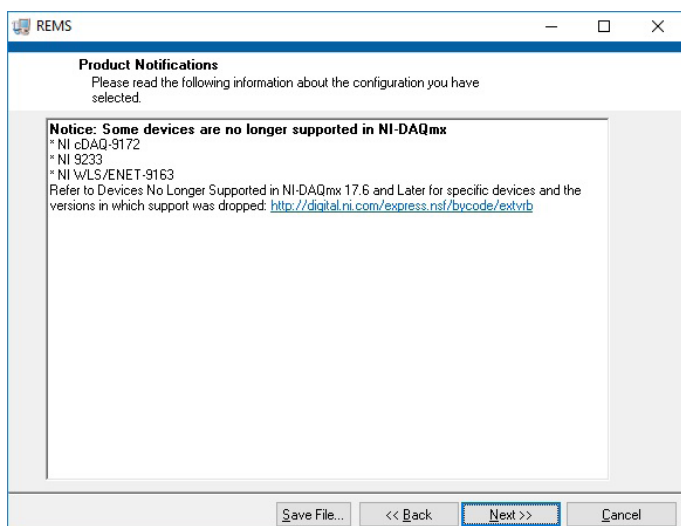 REMS
Product Notifications
Please read the following information about the configuration you have
selected.
Notice: Some devices are no longer supported in NI-DAQmx
* NI cDAQ-9172
* NI 9233
* NI WLS/ENET-9163
Refer to Devices No Longer Supported in NI-DAQmx 17.6 and Later for specific devices and the
versions in which support was dropped: http://digital.ni.com/express.nsf/bycode/extvrb
Save File... << Back Next >> Cancel